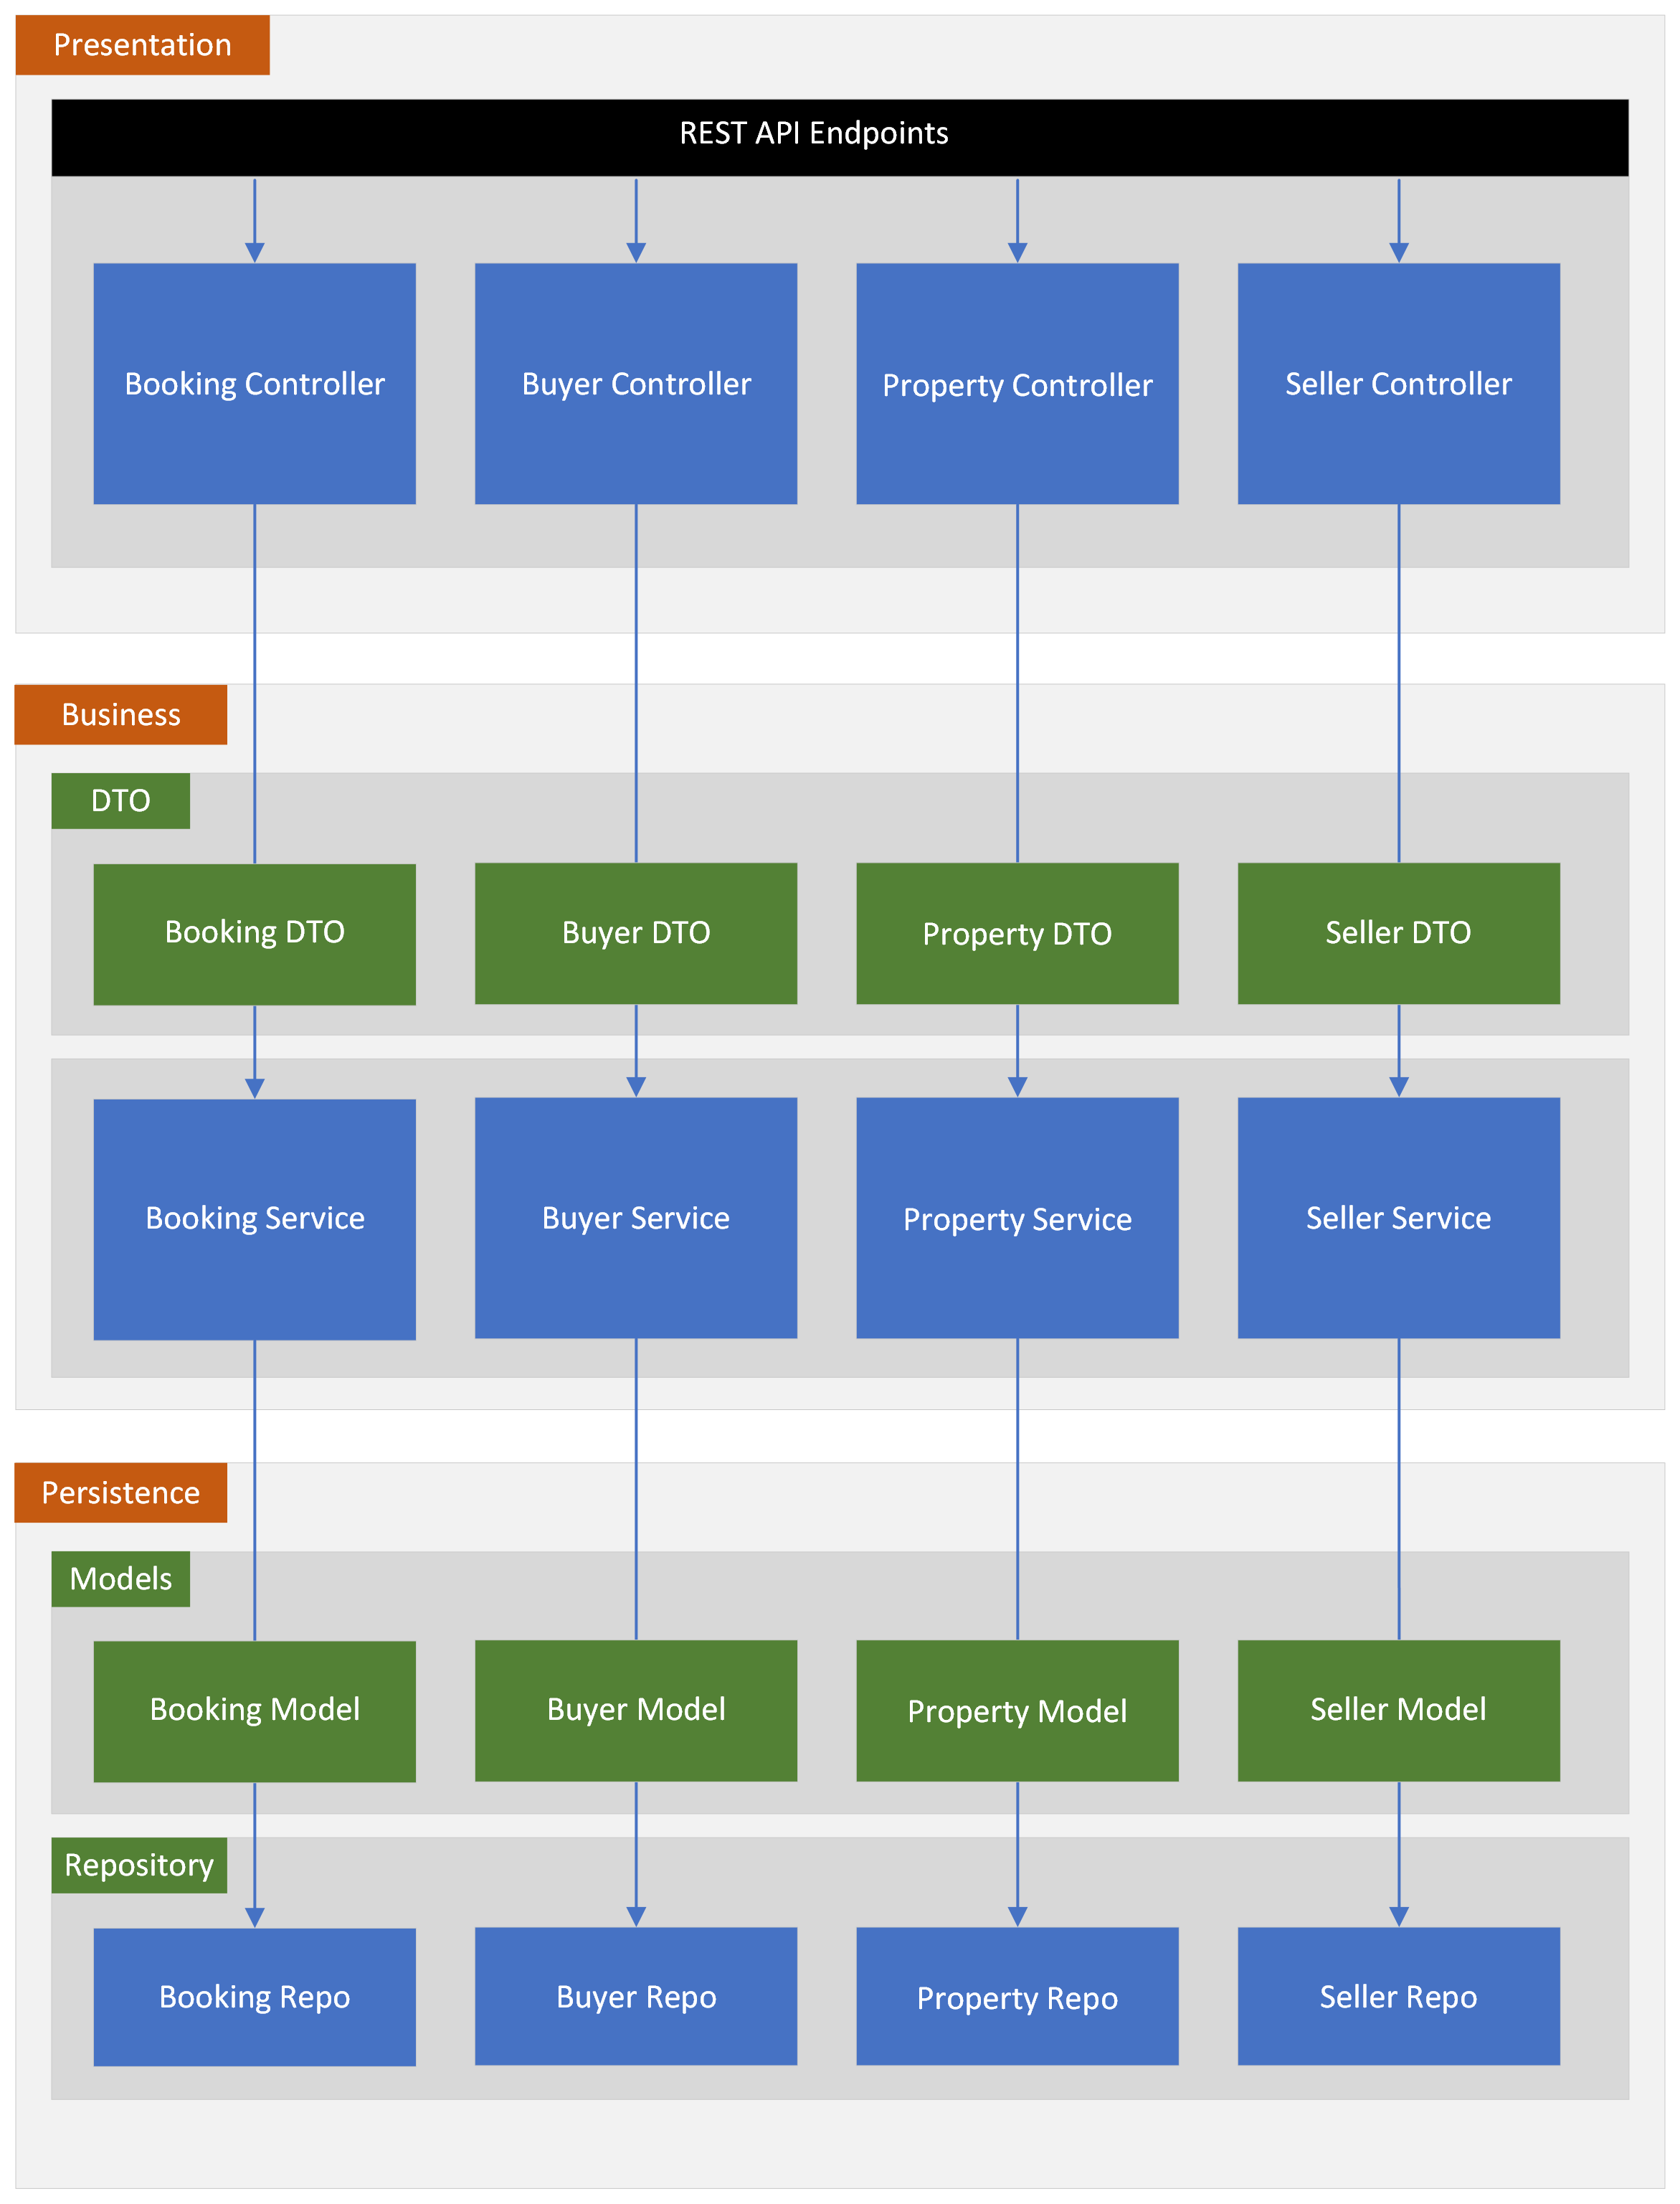 Presentation
REST API Endpoints
Booking Controller
Buyer Controller
Property Controller
Seller Controller
Business
DTO
Booking DTO
Buyer DTO
Property DTO
Seller DTO
Booking Service
Buyer Service
Property Service
Seller Service
Persistence
Models
Booking Model
Buyer Model
Property Model
Seller Model
Repository
Booking Repo
Buyer Repo
Property Repo
Seller Repo